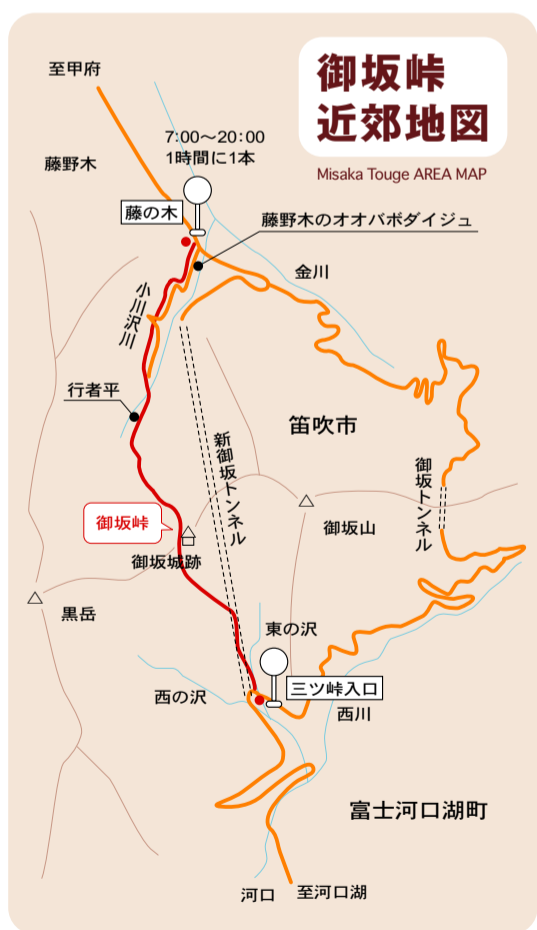 御坂峠
近郊地図
Misaka Touge AREA MAP
至甲府
7:00〜20:00
1時間に1本
藤野木
藤の木
藤野木のオオバボダイジュ
金川
小川沢川
行者平
笛吹市
新御坂トンネル
御坂トンネル
御坂峠
御坂山
御坂城跡
黒岳
東の沢
三ツ峠入口
西の沢
西川
富士河口湖町
河口
至河口湖